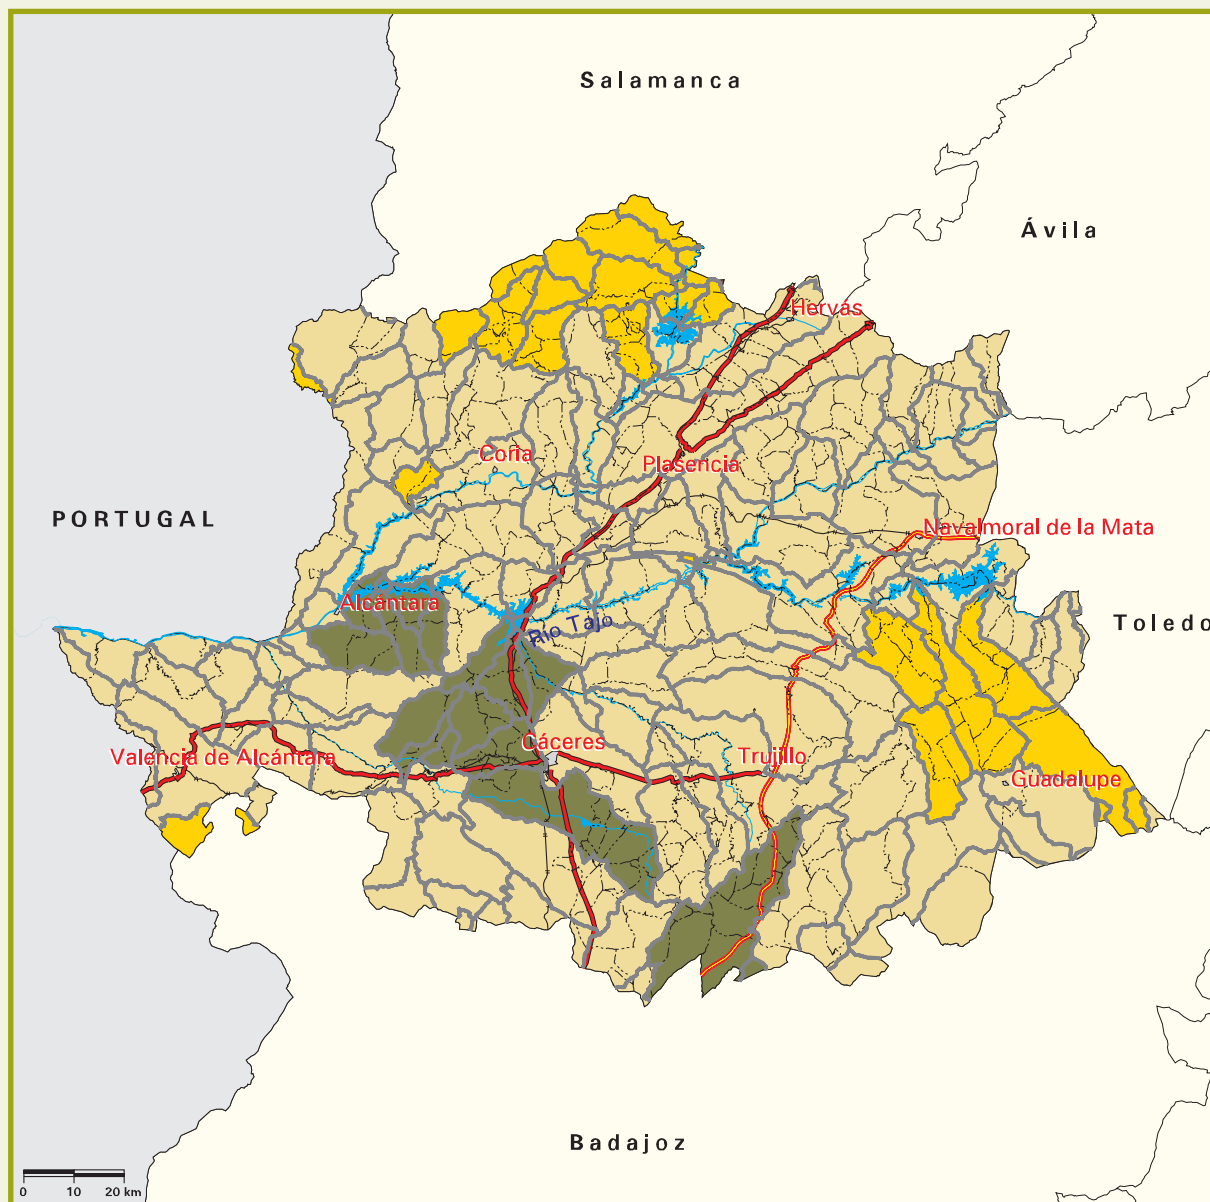 Salamanca
Ávila
Hervás
Coria
Plasencia
PORTUGAL
Navalmoral de la Mata
Alcántara
Río Tajo
Toledo
Cáceres
Valencia de Alcántara
Trujillo
Guadalupe
Badajoz
0 10 20 km